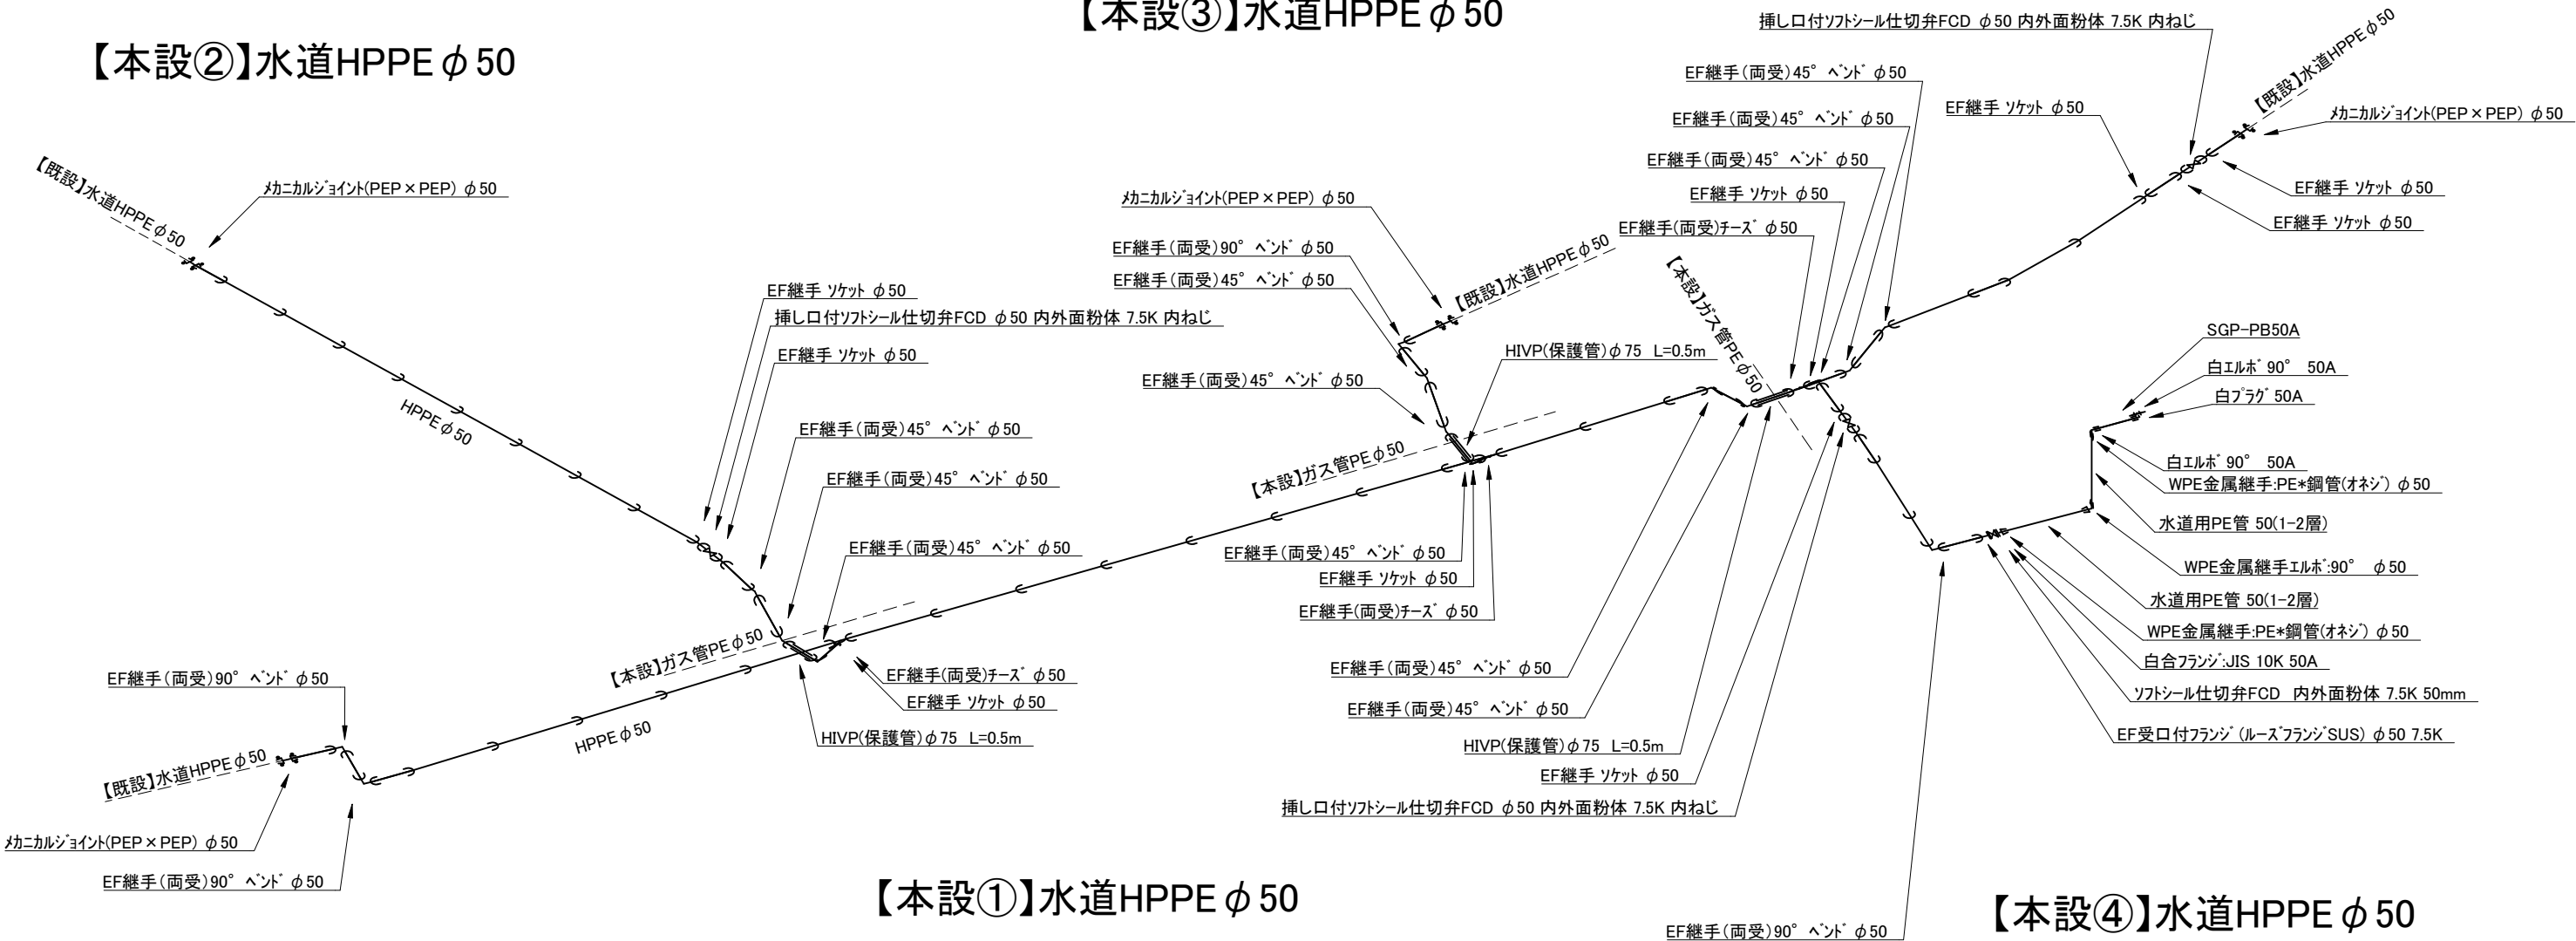 【本設③】水道HPPEφ50
【本設②】水道HPPEφ50
挿し口付ソフトシール仕切弁FCD φ50 内外面粉体 7.5K 内ねじ
【既設】水道HPPEφ50
EF継手(両受)45° ベンド φ50
EF継手 ソケット φ50
メカニカルジョイント(PEP×PEP) φ50
EF継手(両受)45° ベンド φ50
EF継手(両受)45° ベンド φ50
EF継手 ソケット φ50
EF継手 ソケット φ50
EF継手 ソケット φ50
EF継手(両受)チーズ φ50
【既設】水道HPPEφ50
メカニカルジョイント(PEP×PEP) φ50
メカニカルジョイント(PEP×PEP) φ50
EF継手(両受)90° ベンド φ50
EF継手(両受)45° ベンド φ50
【既設】水道HPPEφ50
【本設】ガス管PEφ50
EF継手 ソケット φ50
挿し口付ソフトシール仕切弁FCD φ50 内外面粉体 7.5K 内ねじ
EF継手 ソケット φ50
HIVP(保護管)φ75 L=0.5m
EF継手(両受)45° ベンド φ50
SGP-PB50A
白エルボ 90° 50A
白プラグ 50A
HPPEφ50
EF継手(両受)45° ベンド φ50
EF継手(両受)45° ベンド φ50
【本設】ガス管PEφ50
白エルボ 90° 50A
WPE金属継手:PE*鋼管(オネジ) φ50
水道用PE管 50(1-2層)
EF継手(両受)45° ベンド φ50
EF継手(両受)45° ベンド φ50
EF継手 ソケット φ50
EF継手(両受)チーズ φ50
WPE金属継手エルボ:90° φ50
水道用PE管 50(1-2層)
WPE金属継手:PE*鋼管(オネジ) φ50
白合フランジ:JIS 10K 50A
ソフトシール仕切弁FCD 内外面粉体 7.5K 50mm
EF受口付フランジ(ルーズフランジSUS) φ50 7.5K
【本設】ガス管PEφ50
EF継手(両受)チーズ φ50
EF継手 ソケット φ50
HIVP(保護管)φ75 L=0.5m
EF継手(両受)45° ベンド φ50
EF継手(両受)45° ベンド φ50
HIVP(保護管)φ75 L=0.5m
EF継手 ソケット φ50
挿し口付ソフトシール仕切弁FCD φ50 内外面粉体 7.5K 内ねじ
EF継手(両受)90° ベンド φ50
HPPEφ50
【既設】水道HPPEφ50
メカニカルジョイント(PEP×PEP) φ50
EF継手(両受)90° ベンド φ50
【本設①】水道HPPEφ50
【本設④】水道HPPEφ50
EF継手(両受)90° ベンド φ50